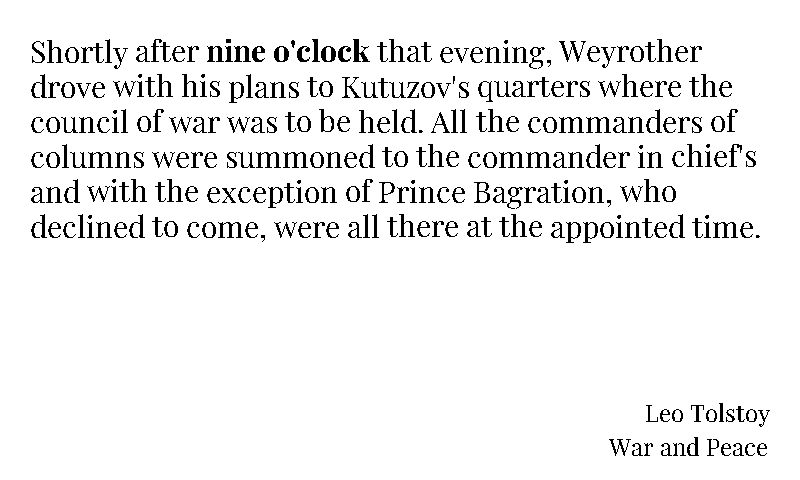 Shortly after nine o'clock that evening, Weyrother
drove with his plans to Kutuzov's quarters where the
council of war was to be held. All the commanders of
columns were summoned to the commander in chief's
and with the exception of Prince Bagration, who
declined to come, were all there at the appointed time.
Leo Tolstoy
War and Peace